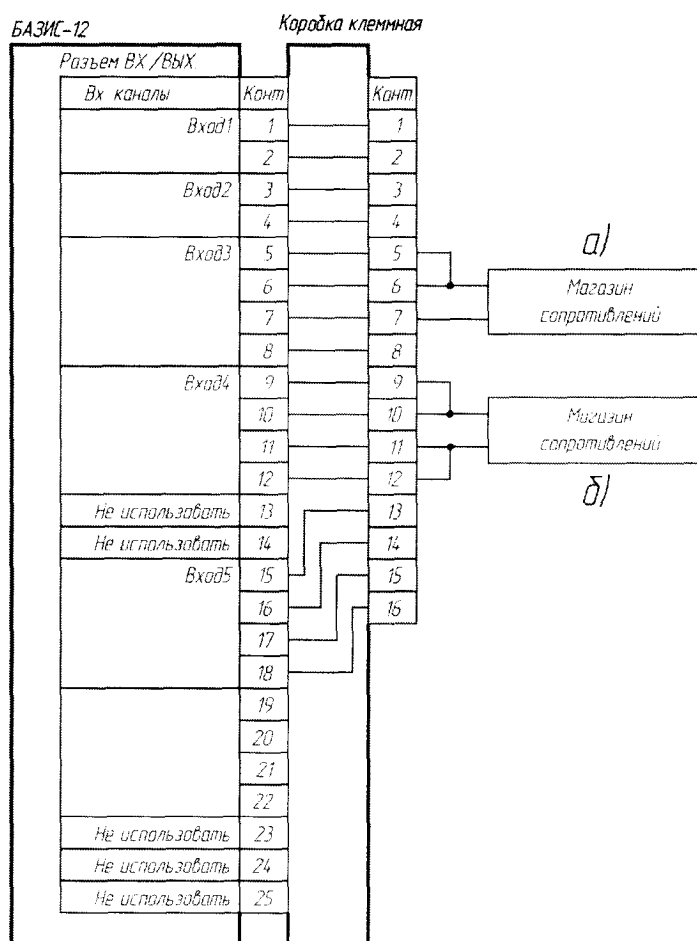 БАЗИС-12
Коробка клеммная
Разъем ВХ/ВЫХ.
Вх каналы Конт Конт
Вход1 1 1
2 2
Вход2 3 3
4 4
Вход3 5 5
6 6
7 7
8 8
а)
Магазин
сопротивлений
Вход4 9 9
10 10
11 11
12 12
Магазин
сопротивлений
б)
Не использовать 13 13
Не использовать 14 14
Вход5 15 15
16 16
17
18
19
20
21
22
Не использовать 23
Не использовать 24
Не использовать 25